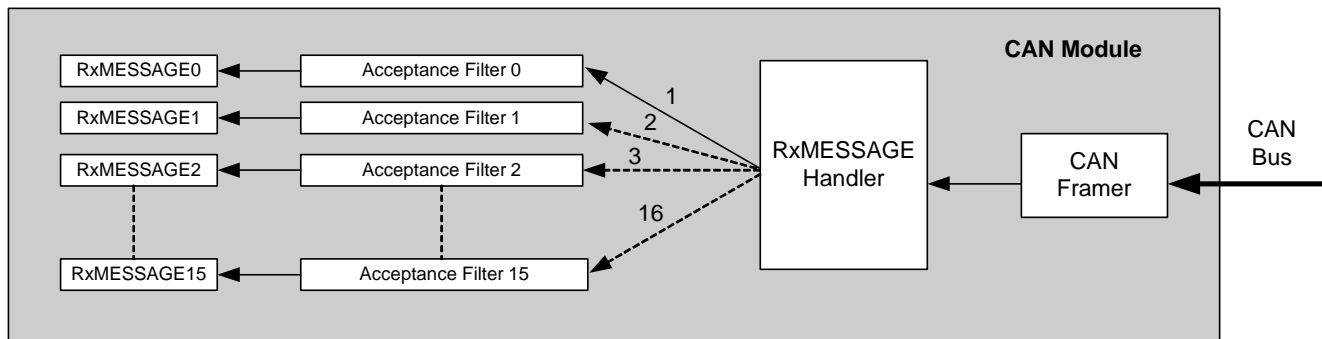 CAN Module
RxMESSAGE0
Acceptance Filter 0
1
RxMESSAGE1
Acceptance Filter 1
2
RxMESSAGE2
Acceptance Filter 2
3
RxMESSAGE
Handler
CAN
Framer
CAN
Bus
16
RxMESSAGE15
Acceptance Filter 15